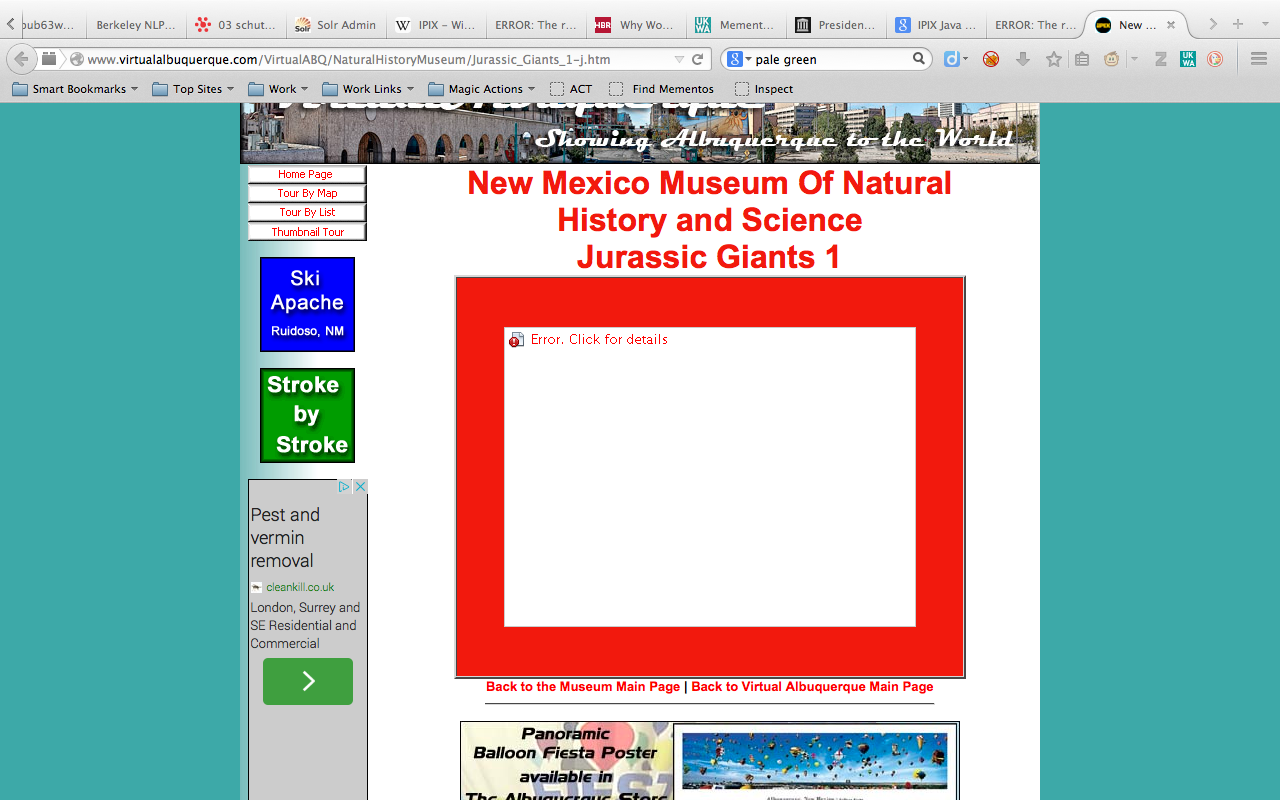 pub63w...
Berkeley NLP...
03 schut...
Solr Admin
W IPIX – Wi...
ERROR: The r...
HBR Why Wo...
UK WA Mement...
Presiden...
IPIX Java ...
ERROR: The r...
New ...
www.virtualalbuquerque.com/VirtualABQ/NaturalHistoryMuseum/Jurassic_Giants_1-j.htm
pale green
Smart Bookmarks
Top Sites
Work
Work Links
Magic Actions
ACT
Find Mementos
Inspect
Showing Albuquerque to the World
Home Page
Tour By Map
Tour By List
Thumbnail Tour
New Mexico Museum Of Natural
History and Science
Jurassic Giants 1
Ski
Apache
Ruidoso, NM
Stroke
by
Stroke
Error. Click for details
Pest and
vermin
removal
cleankill.co.uk
London, Surrey and
SE Residential and
Commercial
Back to the Museum Main Page | Back to Virtual Albuquerque Main Page
Panoramic
Balloon Fiesta Poster
available in
The Albuquerque Store